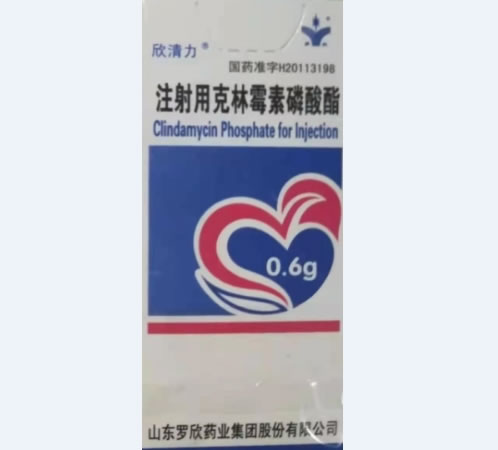 欣清力®
国药准字H20113198
注射用克林霉素磷酸酯
Clindamycin Phosphate for Injection
0.6g
山东罗欣药业集团股份有限公司